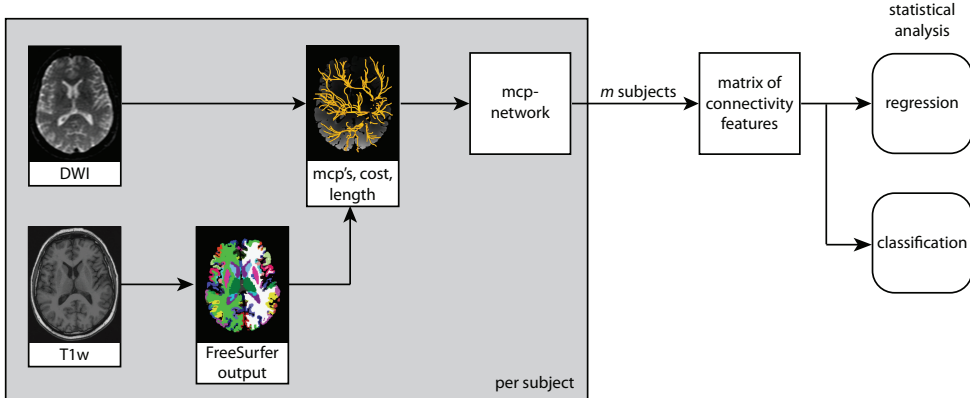 statistical
analysis
DWI
mcp's, cost,
length
mcp-
network
m subjects
matrix of
connectivity
features
regression
classification
T1w
FreeSurfer
output
per subject